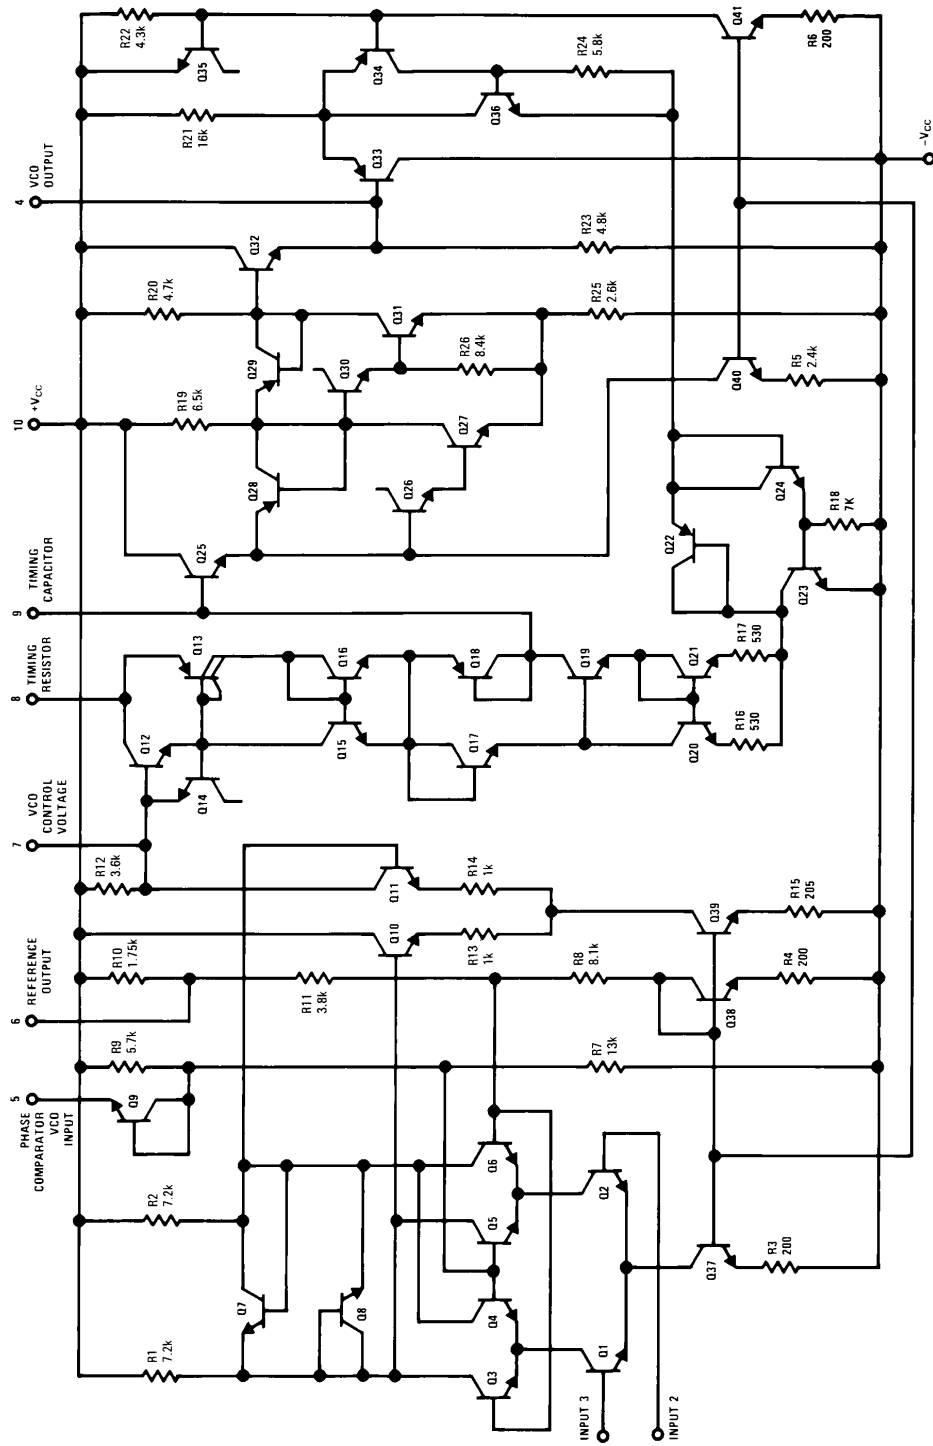 R22
4.3k
Q35
R21
16k
Q34
R24
5.8k
Q36
Q33
Q41
R6
200
4 VCO
OUTPUT
–VCC
Q32
R23
4.8k
R20
4.7k
Q29
Q31
R25
2.6k
Q30
R26
8.4k
10 +VCC
R19
6.5k
Q28
Q27
Q26
Q40
R5
2.4k
Q25
Q22
Q24
R18
7K
Q23
9 TIMING
CAPACITOR
8 TIMING
RESISTOR
Q13
Q16
Q18
Q19
Q21
R17
530
Q12
Q14
Q15
Q17
Q20
R16
530
7 VCO
CONTROL
VOLTAGE
R12
3.6k
Q11
R14
1k
Q10
R13
1k
Q39
R15
205
6 REFERENCE
OUTPUT
R10
1.75k
R11
3.8k
R8
8.1k
Q38
R4
200
R9
5.7k
R7
13k
5 PHASE
COMPARATOR
VCO
INPUT
Q9
R2
7.2k
Q6
Q5
Q2
Q7
Q8
Q4
Q3
Q1
Q37
R3
200
R1
7.2k
INPUT 3
INPUT 2